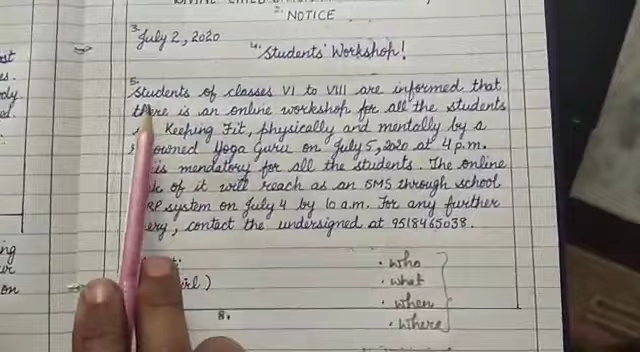 2. NOTICE
3. July 2, 2020
4. Students' Workshop!
5. Students of classes VI to VIII are informed that
there is an online workshop for all the students
Keeping Fit, physically and mentally by a
Yoga Guru on July 5, 2020 at 4 p.m.
is mandatory for all the students. The online
of it will reach as an SMS through school
system on July 4 by 10 a.m. For any further
contact the undersigned at 9518465038.
• who
• what
• when
• where
8.
ing
on